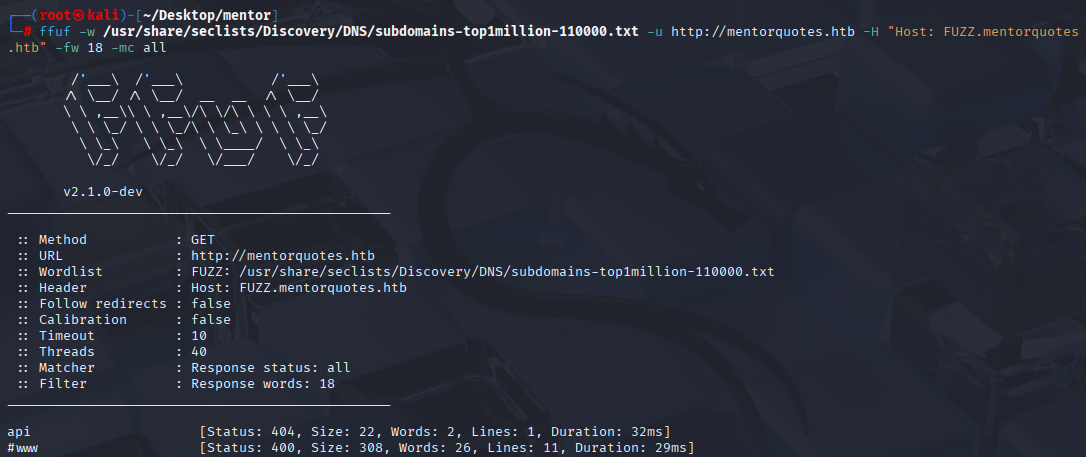 ┌──(root㉿kali)-[~/Desktop/mentor]
└─# ffuf -w /usr/share/seclists/Discovery/DNS/subdomains-top1million-110000.txt -u http://mentorquotes.htb -H "Host: FUZZ.mentorquotes
.htb" -fw 18 -mc all

        /'___\  /'___\           /'___\
       /\ \__/ /\ \__/  __  __  /\ \__/
       \ \ ,__\\ \ ,__\/\ \/\ \ \ \ ,__\
        \ \ \_/ \ \ \_/\ \ \_\ \ \ \ \_/
         \ \_\   \ \_\  \ \____/  \ \_\
          \/_/    \/_/   \/___/    \/_/

       v2.1.0-dev
________________________________________________

 :: Method           : GET
 :: URL              : http://mentorquotes.htb
 :: Wordlist         : FUZZ: /usr/share/seclists/Discovery/DNS/subdomains-top1million-110000.txt
 :: Header           : Host: FUZZ.mentorquotes.htb
 :: Follow redirects : false
 :: Calibration      : false
 :: Timeout          : 10
 :: Threads          : 40
 :: Matcher          : Response status: all
 :: Filter           : Response words: 18
________________________________________________

api                     [Status: 404, Size: 22, Words: 2, Lines: 1, Duration: 32ms]
#www                    [Status: 400, Size: 308, Words: 26, Lines: 11, Duration: 29ms]